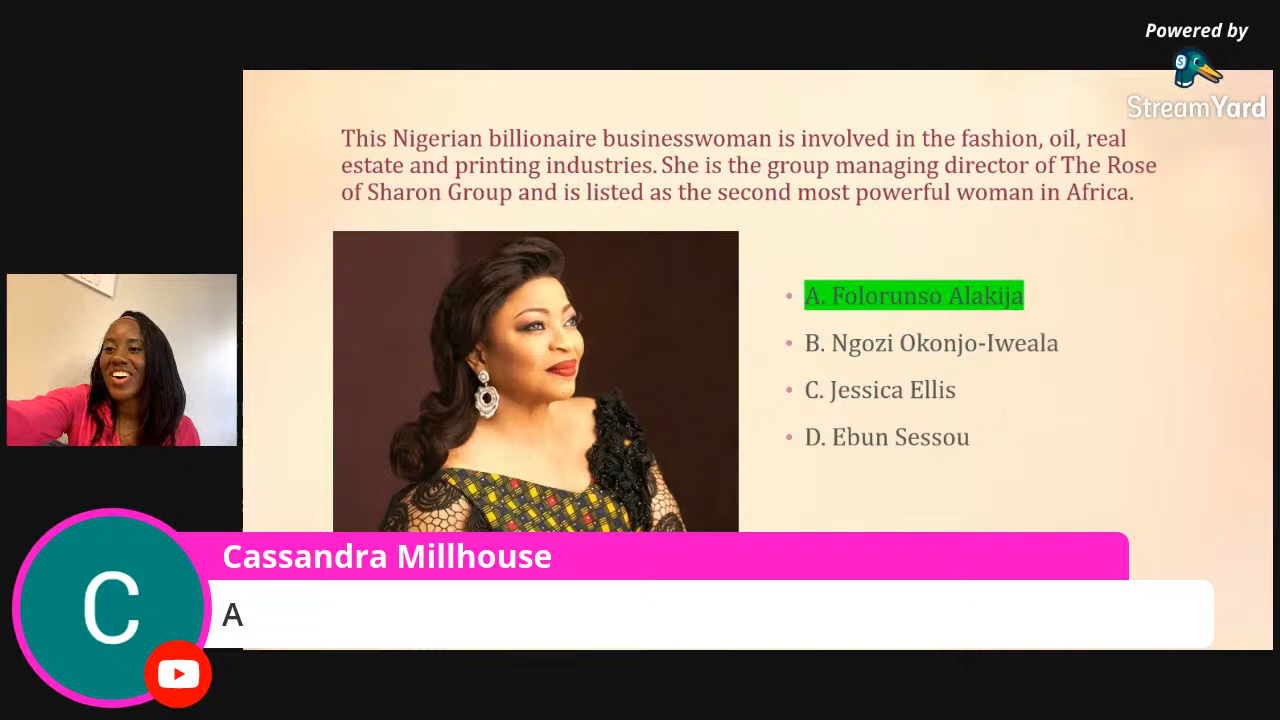 Powered by
StreamYard
This Nigerian billionaire businesswoman is involved in the fashion, oil, real
estate and printing industries. She is the group managing director of The Rose
of Sharon Group and is listed as the second most powerful woman in Africa.
• A. Folorunso Alakija
• B. Ngozi Okonjo-Iweala
• C. Jessica Ellis
• D. Ebun Sessou
Cassandra Millhouse
C
A